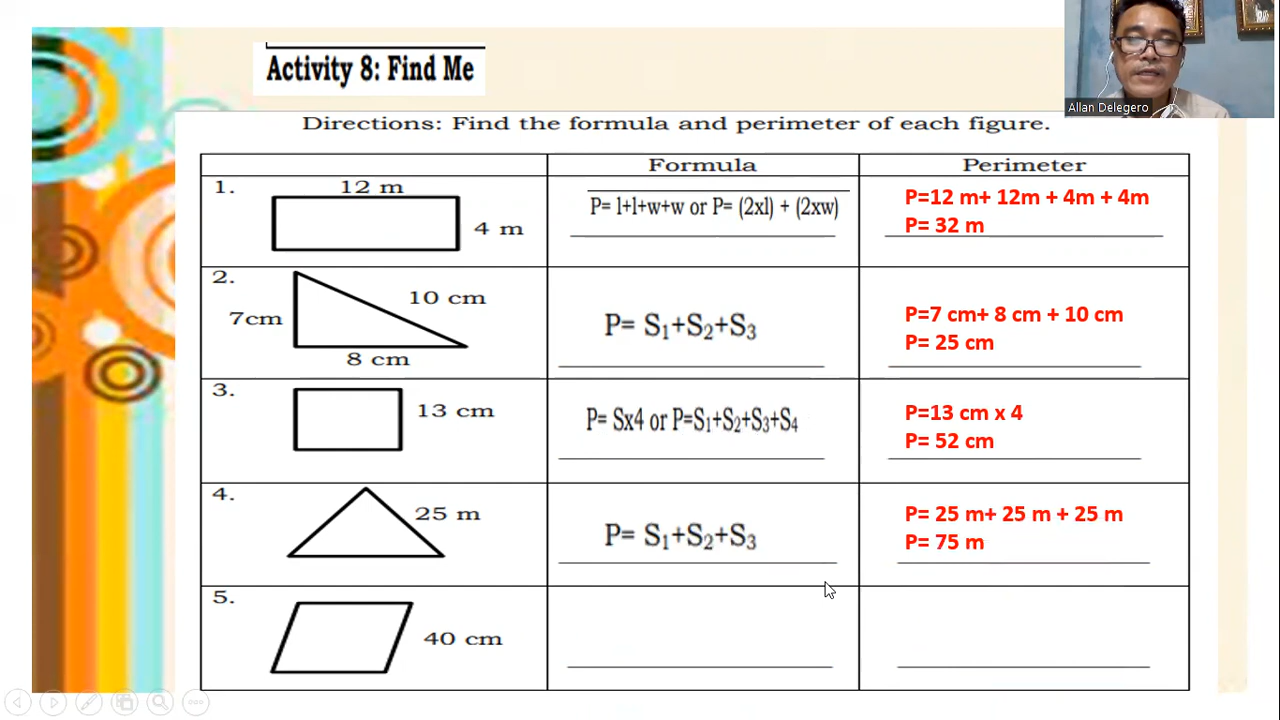 Activity 8: Find Me
Allan Delegero
Directions: Find the formula and perimeter of each figure.
Formula
Perimeter
1.
12 m
4 m
P= l+l+w+w or P= (2xl) + (2xw)
P=12 m+ 12m + 4m + 4m
P= 32 m
2.
7cm
10 cm
8 cm
P= S₁+S₂+S₃
P=7 cm+ 8 cm + 10 cm
P= 25 cm
3.
13 cm
P= Sx4 or P=S₁+S₂+S₃+S₄
P=13 cm x 4
P= 52 cm
4.
25 m
P= S₁+S₂+S₃
P= 25 m+ 25 m + 25 m
P= 75 m
5.
40 cm